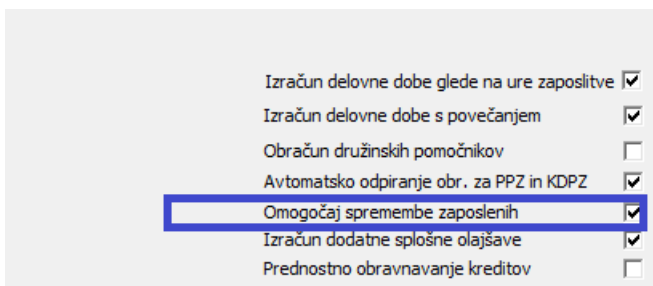 Izračun delovne dobe glede na ure zaposlitve
Izračun delovne dobe s povečanjem
Obračun družinskih pomočnikov
Avtomatsko odpiranje obr. za PPZ in KDPZ
Omogočaj spremembe zaposlenih
Izračun dodatne splošne olajšave
Prednostno obravnavanje kreditov